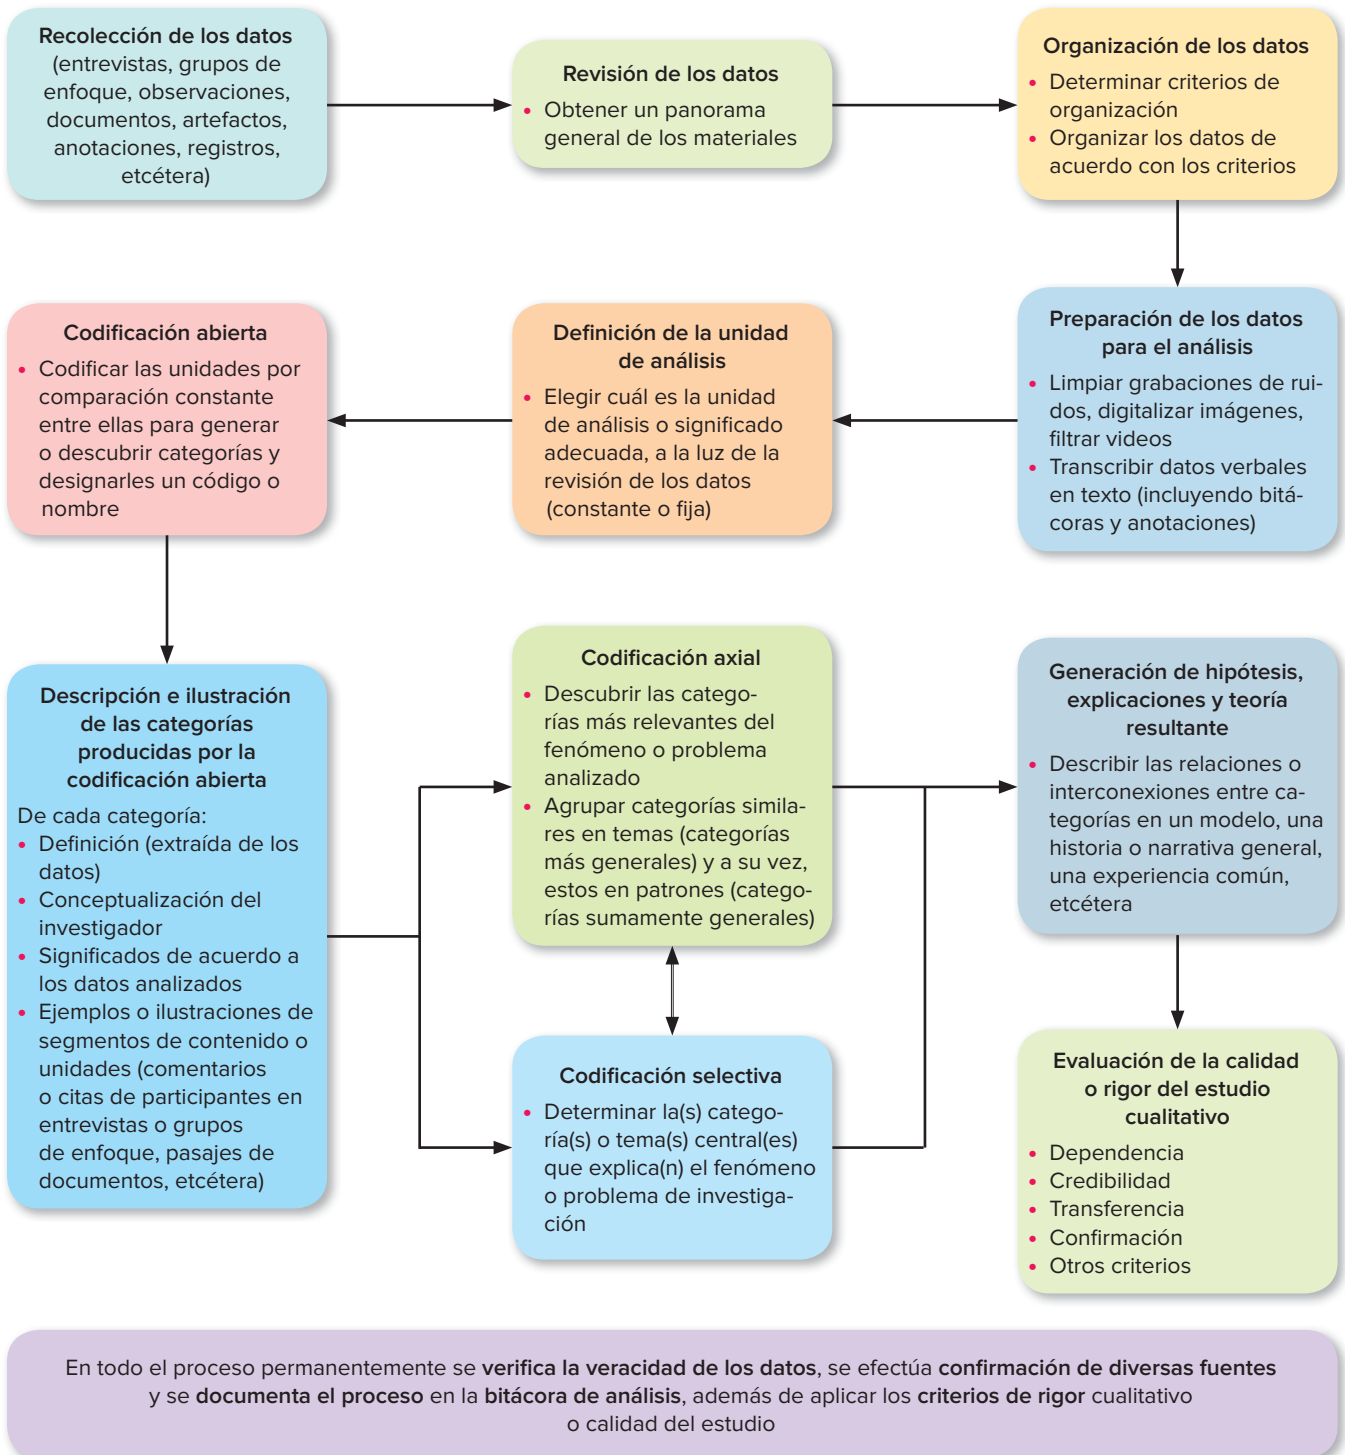 Recolección de los datos
(entrevistas, grupos de
enfoque, observaciones,
documentos, artefactos,
anotaciones, registros,
etcétera)
Revisión de los datos
• Obtener un panorama
general de los materiales
Organización de los datos
• Determinar criterios de
organización
• Organizar los datos de
acuerdo con los criterios
Preparación de los datos
para el análisis
• Limpiar grabaciones de rui-
dos, digitalizar imágenes,
filtrar videos
• Transcribir datos verbales
en texto (incluyendo bitá-
coras y anotaciones)
Definición de la unidad
de análisis
• Elegir cuál es la unidad
de análisis o significado
adecuada, a la luz de la
revisión de los datos
(constante o fija)
Codificación abierta
• Codificar las unidades por
comparación constante
entre ellas para generar
o descubrir categorías y
designarles un código o
nombre
Descripción e ilustración
de las categorías
producidas por la
codificación abierta
De cada categoría:
• Definición (extraída de los
datos)
• Conceptualización del
investigador
• Significados de acuerdo a
los datos analizados
• Ejemplos o ilustraciones de
segmentos de contenido o
unidades (comentarios
o citas de participantes en
entrevistas o grupos
de enfoque, pasajes de
documentos, etcétera)
Codificación axial
• Descubrir las catego-
rías más relevantes del
fenómeno o problema
analizado
• Agrupar categorías simila-
res en temas (categorías
más generales) y a su vez,
estos en patrones (catego-
rías sumamente generales)
Codificación selectiva
• Determinar la(s) catego-
ría(s) o tema(s) central(es)
que explica(n) el fenómeno
o problema de investiga-
ción
Generación de hipótesis,
explicaciones y teoría
resultante
• Describir las relaciones o
interconexiones entre ca-
tegorías en un modelo, una
historia o narrativa general,
una experiencia común,
etcétera
Evaluación de la calidad
o rigor del estudio
cualitativo
• Dependencia
• Credibilidad
• Transferencia
• Confirmación
• Otros criterios
En todo el proceso permanentemente se verifica la veracidad de los datos, se efectúa confirmación de diversas fuentes
y se documenta el proceso en la bitácora de análisis, además de aplicar los criterios de rigor cualitativo
o calidad del estudio